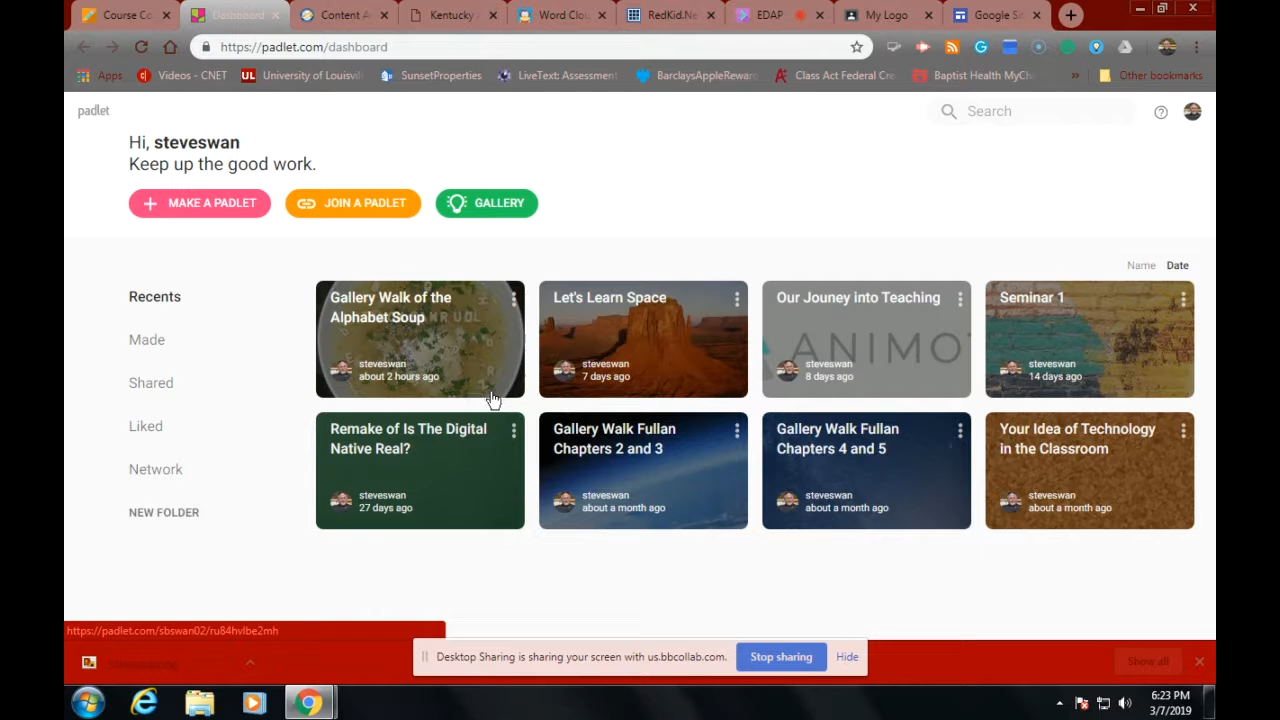 Course Co
Dashboard
Content A
Kentucky
Word Clou
RedKid.Ne
EDAP
My Logo
Google Sit
https://padlet.com/dashboard
Apps
Videos - CNET
University of Louisvil
SunsetProperties
LiveText: Assessment
BarclaysAppleRewar
Class Act Federal Cre
Baptist Health MyCh
»
Other bookmarks
padlet
Search
Hi, steveswan
Keep up the good work.
+ MAKE A PADLET
JOIN A PADLET
GALLERY
Name Date
Recents
Made
Shared
Liked
Network
NEW FOLDER
Gallery Walk of the
Alphabet Soup
steveswan
about 2 hours ago
Let's Learn Space
steveswan
7 days ago
Our Jouney into Teaching
ANIMOT
steveswan
8 days ago
Seminar 1
steveswan
14 days ago
Remake of Is The Digital
Native Real?
steveswan
27 days ago
Gallery Walk Fullan
Chapters 2 and 3
steveswan
about a month ago
Gallery Walk Fullan
Chapters 4 and 5
steveswan
about a month ago
Your Idea of Technology
in the Classroom
steveswan
about a month ago
https://padlet.com/sbswan02/ru84hvlbe2mh
Desktop Sharing is sharing your screen with us.bbcollab.com.
Stop sharing
Hide
Show all
6:23 PM
3/7/2019